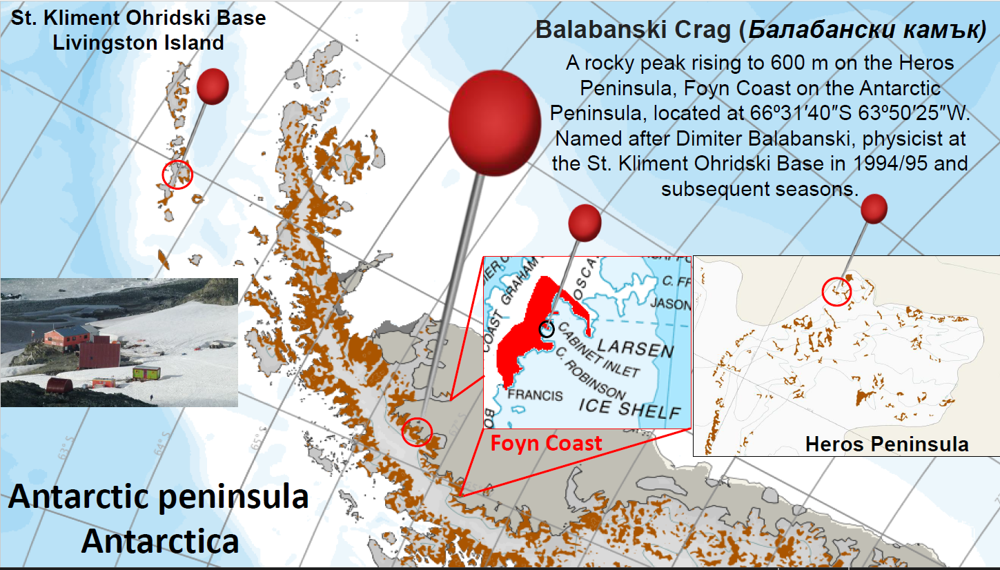 St. Kliment Ohridski Base
Livingston Island
Balabanski Crag (Балабански камък)
A rocky peak rising to 600 m on the Heros
Peninsula, Foyn Coast on the Antarctic
Peninsula, located at 66º31′40″S 63º50′25″W.
Named after Dimiter Balabanski, physicist at
the St. Kliment Ohridski Base in 1994/95 and
subsequent seasons.
GRAHAM
COAST
OSCA
C. FF
JASON
LARSEN
CABINET INLET
C. ROBINSON
FRANCIS
ICE SHELF
BO
Foyn Coast
Heros Peninsula
63°S
64°S
65°S
Antarctic peninsula
Antarctica